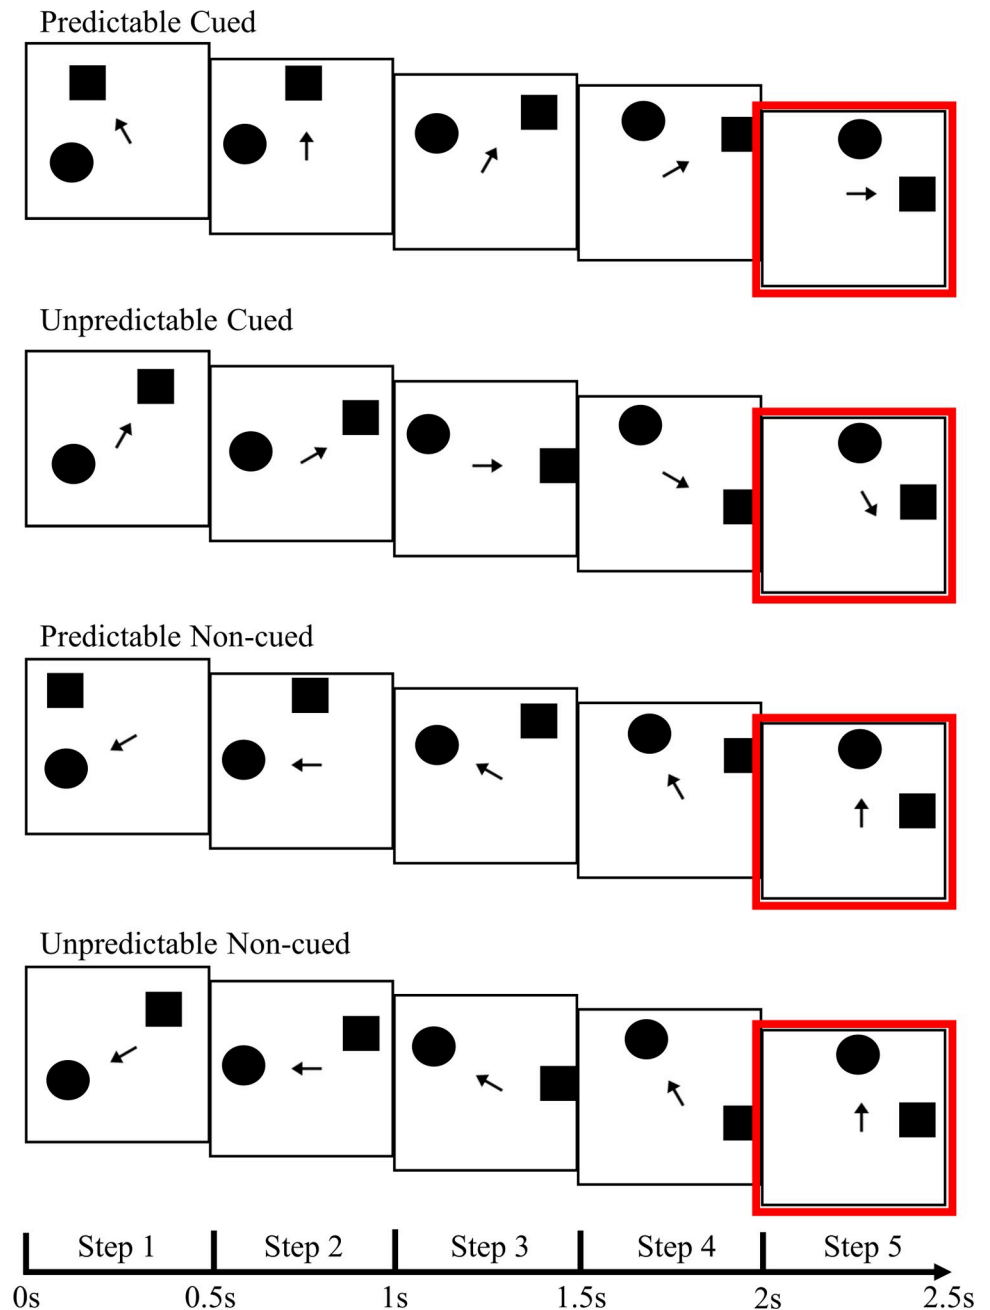 Predictable Cued
Unpredictable Cued
Predictable Non-cued
Unpredictable Non-cued
Step 1 Step 2 Step 3 Step 4 Step 5
0s 0.5s 1s 1.5s 2s 2.5s